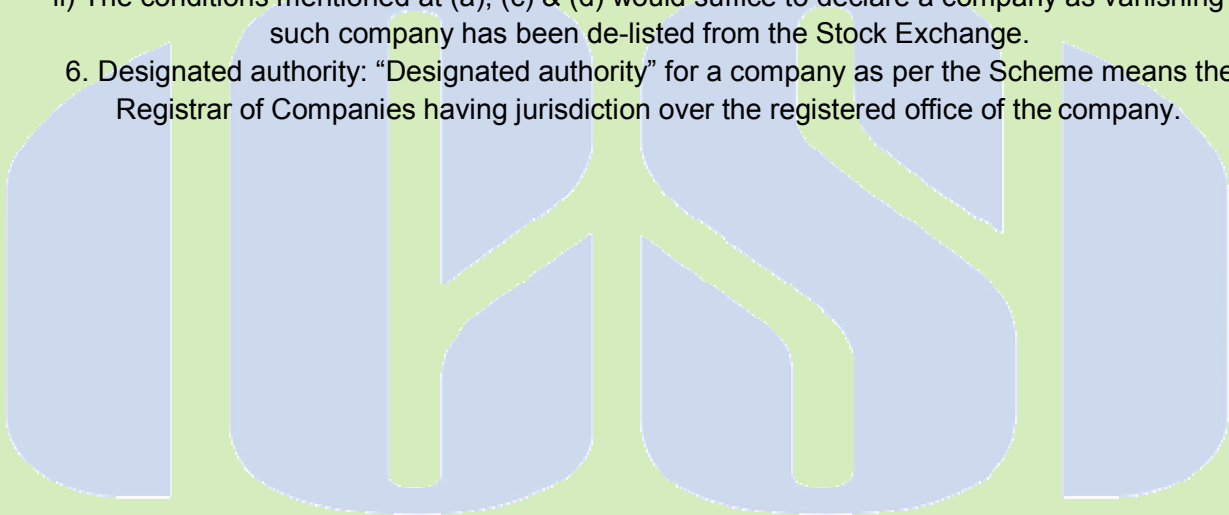 ii) The conditions mentioned at (a), (c) & (d) would suffice to declare a company as vanishing
such company has been de-listed from the Stock Exchange.
6. Designated authority: “Designated authority” for a company as per the Scheme means the
Registrar of Companies having jurisdiction over the registered office of the company.
ICSI